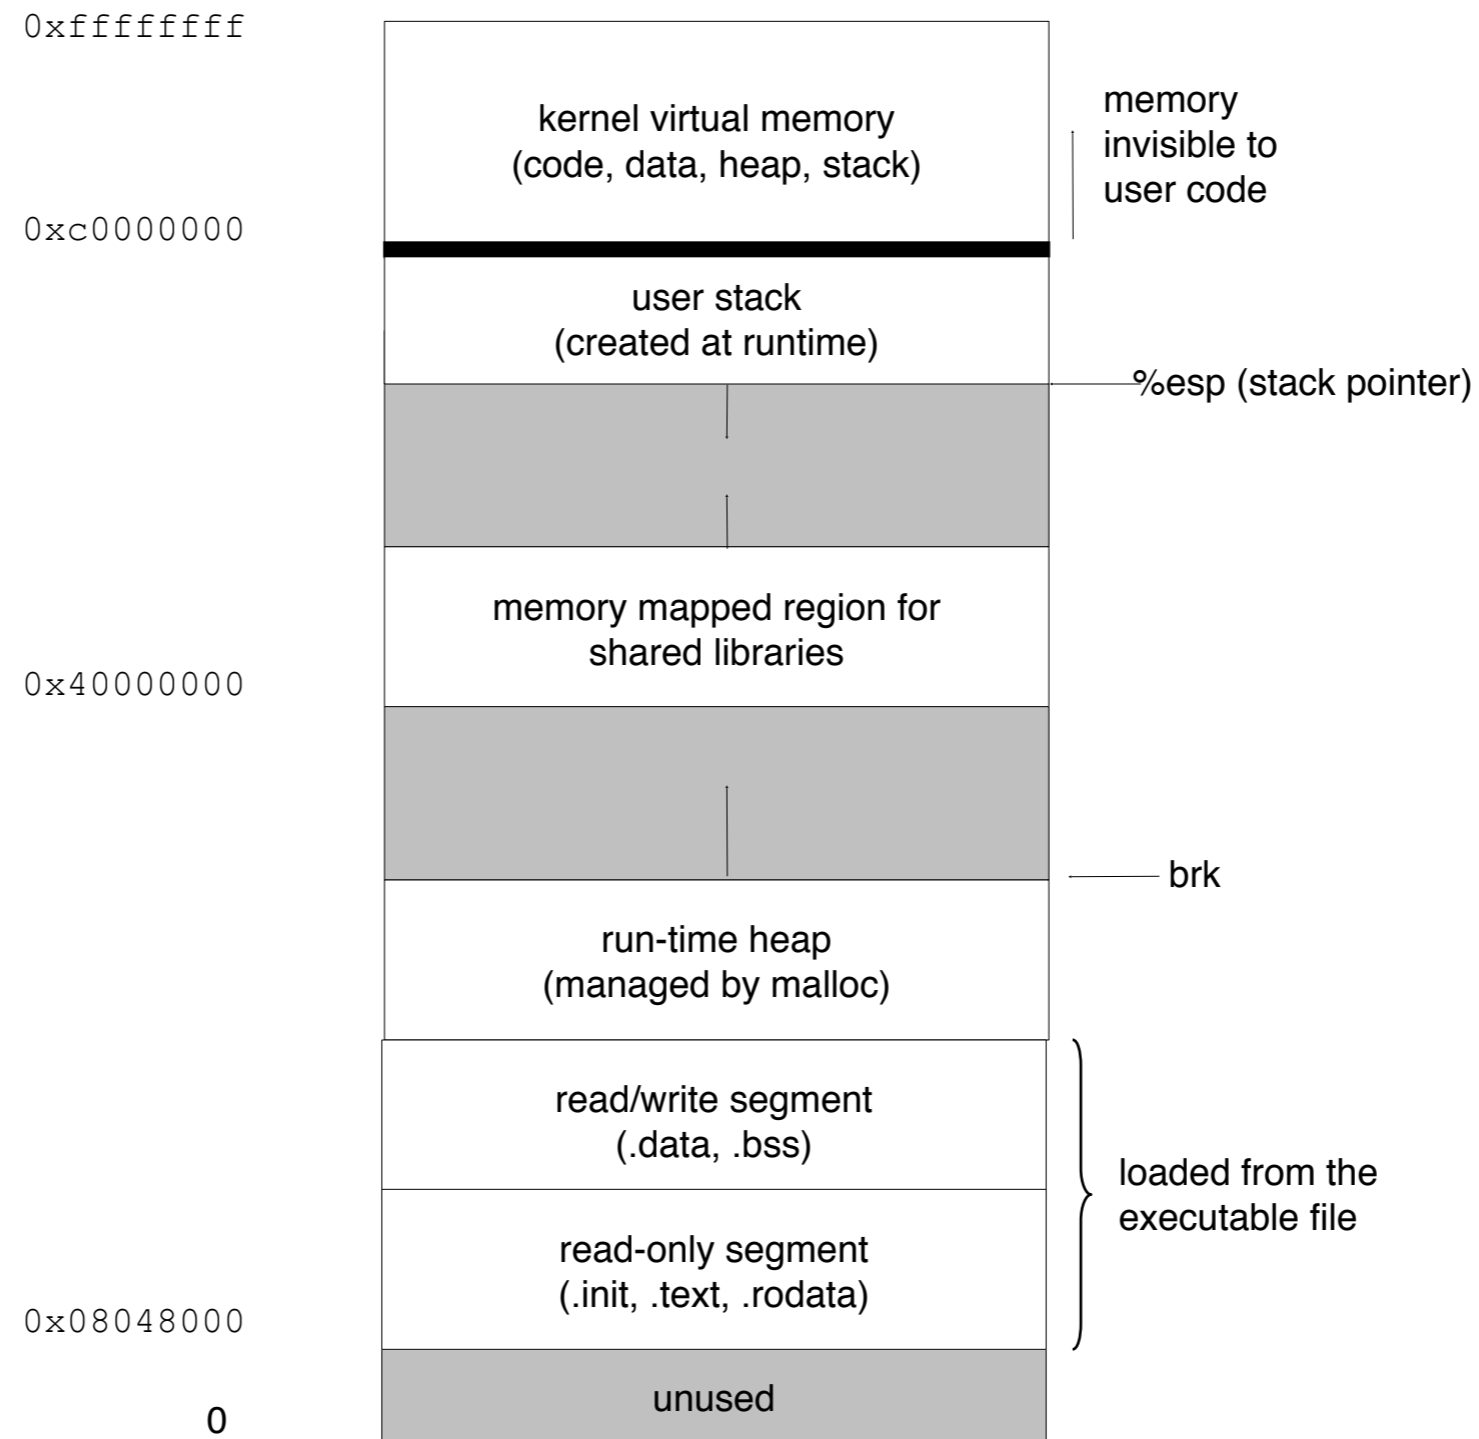 0xffffffff
kernel virtual memory
(code, data, heap, stack)
memory
invisible to
user code
0xc0000000
user stack
(created at runtime)
%esp (stack pointer)
memory mapped region for
shared libraries
0x40000000
brk
run-time heap
(managed by malloc)
read/write segment
(.data, .bss)
loaded from the
executable file
read-only segment
(.init, .text, .rodata)
0x08048000
unused
0